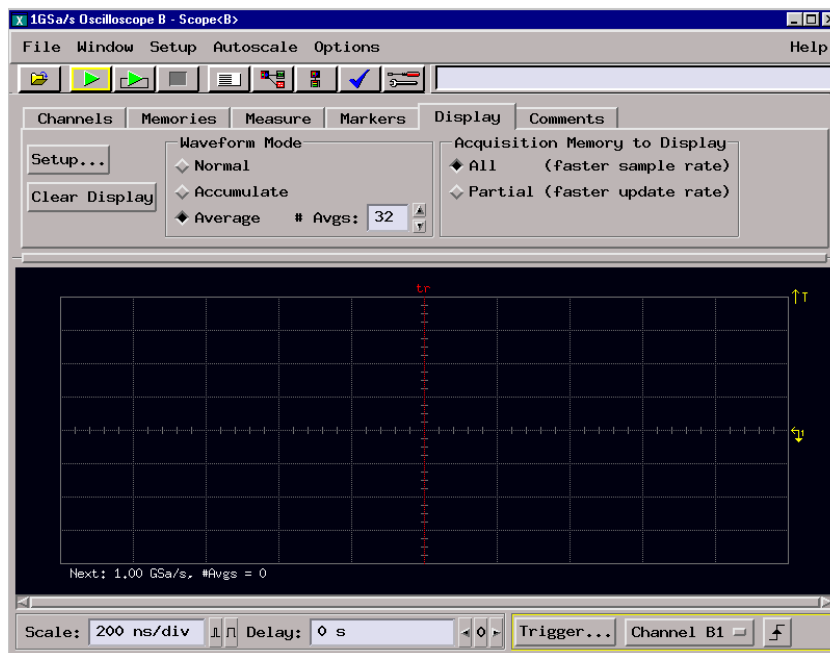 1GSa/s Oscilloscope B - Scope<B>
File Window Setup Autoscale Options Help
Channels Memories Measure Markers Display Comments
Waveform Mode Acquisition Memory to Display
Setup... Normal All (faster sample rate)
Clear Display Accumulate Partial (faster update rate)
Average # Avgs: 32
tr
T
1
Next: 1.00 GSa/s, #Avgs = 0
Scale: 200 ns/div Delay: 0 s 0 Trigger... Channel B1